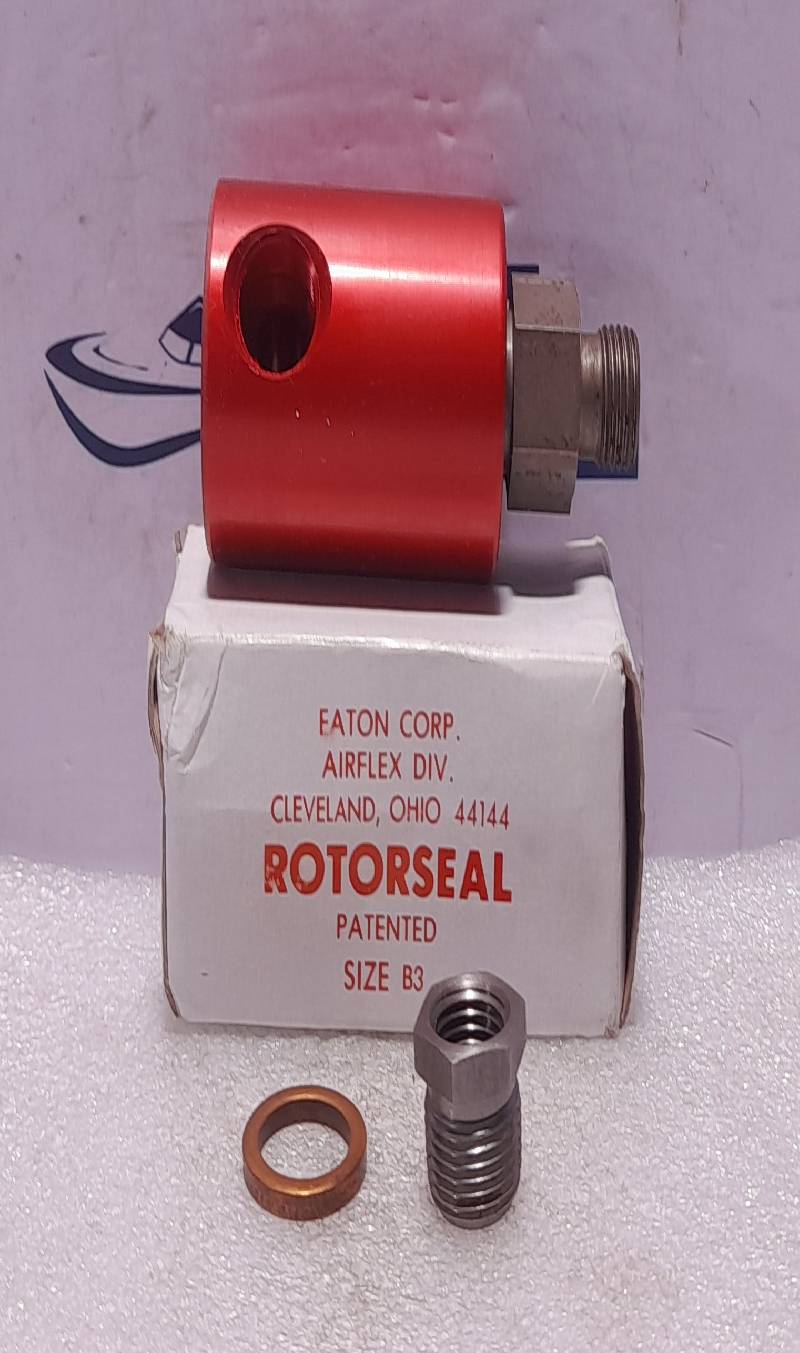 EATON CORP.
AIRFLEX DIV.
CLEVELAND, OHIO 44144
ROTORSEAL
PATENTED
SIZE B3